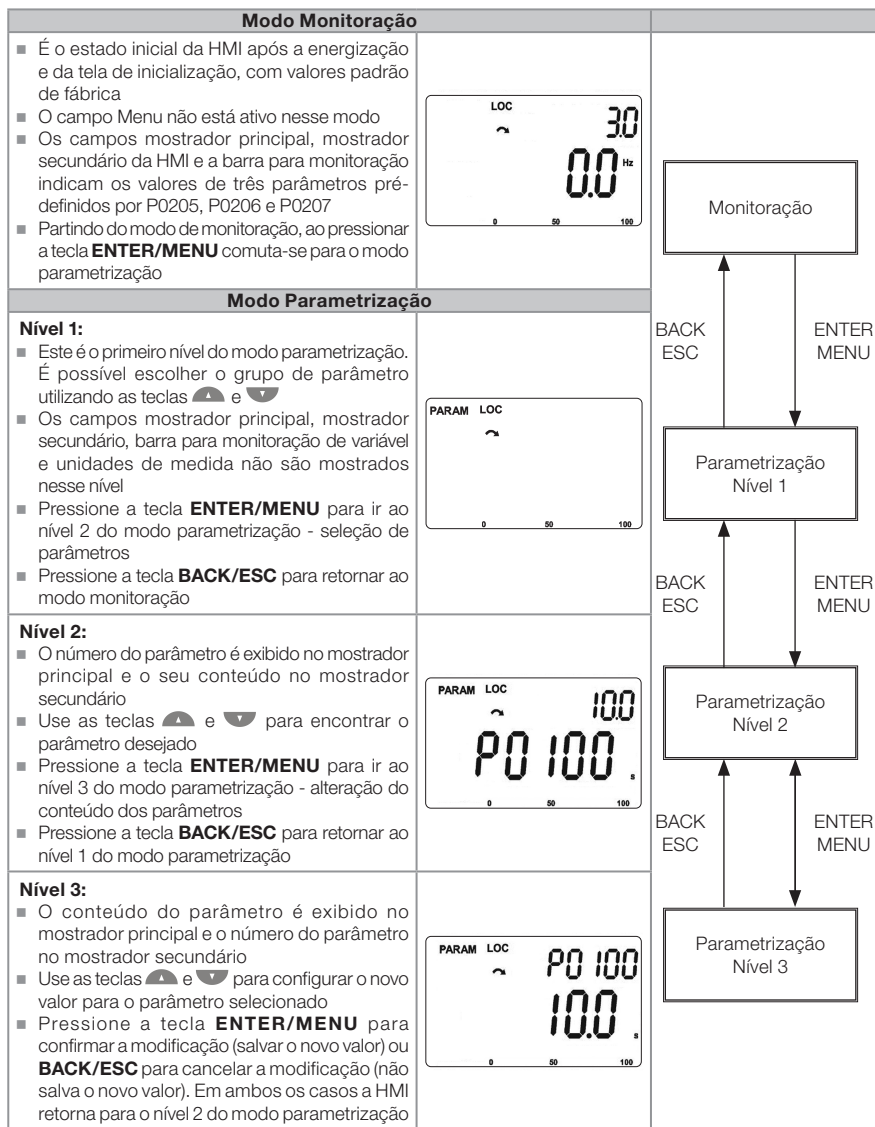 Modo Monitoração
■ É o estado inicial da HMI após a energização
e da tela de inicialização, com valores padrão
de fábrica
■ O campo Menu não está ativo nesse modo
■ Os campos mostrador principal, mostrador
secundário da HMI e a barra para monitoração
indicam os valores de três parâmetros pré-
definidos por P0205, P0206 e P0207
■ Partindo do modo de monitoração, ao pressionar
a tecla ENTER/MENU comuta-se para o modo
parametrização
LOC
3.0
0.0 Hz
0 50 100
Modo Parametrização
Nível 1:
■ Este é o primeiro nível do modo parametrização.
É possível escolher o grupo de parâmetro
utilizando as teclas e
■ Os campos mostrador principal, mostrador
secundário, barra para monitoração de variável
e unidades de medida não são mostrados
nesse nível
■ Pressione a tecla ENTER/MENU para ir ao
nível 2 do modo parametrização - seleção de
parâmetros
■ Pressione a tecla BACK/ESC para retornar ao
modo monitoração
PARAM LOC
0 50 100
Nível 2:
■ O número do parâmetro é exibido no mostrador
principal e o seu conteúdo no mostrador
secundário
■ Use as teclas e para encontrar o
parâmetro desejado
■ Pressione a tecla ENTER/MENU para ir ao
nível 3 do modo parametrização - alteração do
conteúdo dos parâmetros
■ Pressione a tecla BACK/ESC para retornar ao
nível 1 do modo parametrização
PARAM LOC
10.0
P0100 s
0 50 100
Nível 3:
■ O conteúdo do parâmetro é exibido no
mostrador principal e o número do parâmetro
no mostrador secundário
■ Use as teclas e para configurar o novo
valor para o parâmetro selecionado
■ Pressione a tecla ENTER/MENU para
confirmar a modificação (salvar o novo valor) ou
BACK/ESC para cancelar a modificação (não
salva o novo valor). Em ambos os casos a HMI
retorna para o nível 2 do modo parametrização
PARAM LOC
P0100
10.0 s
0 50 100
Monitoração
BACK
ESC
ENTER
MENU
Parametrização
Nível 1
BACK
ESC
ENTER
MENU
Parametrização
Nível 2
BACK
ESC
ENTER
MENU
Parametrização
Nível 3